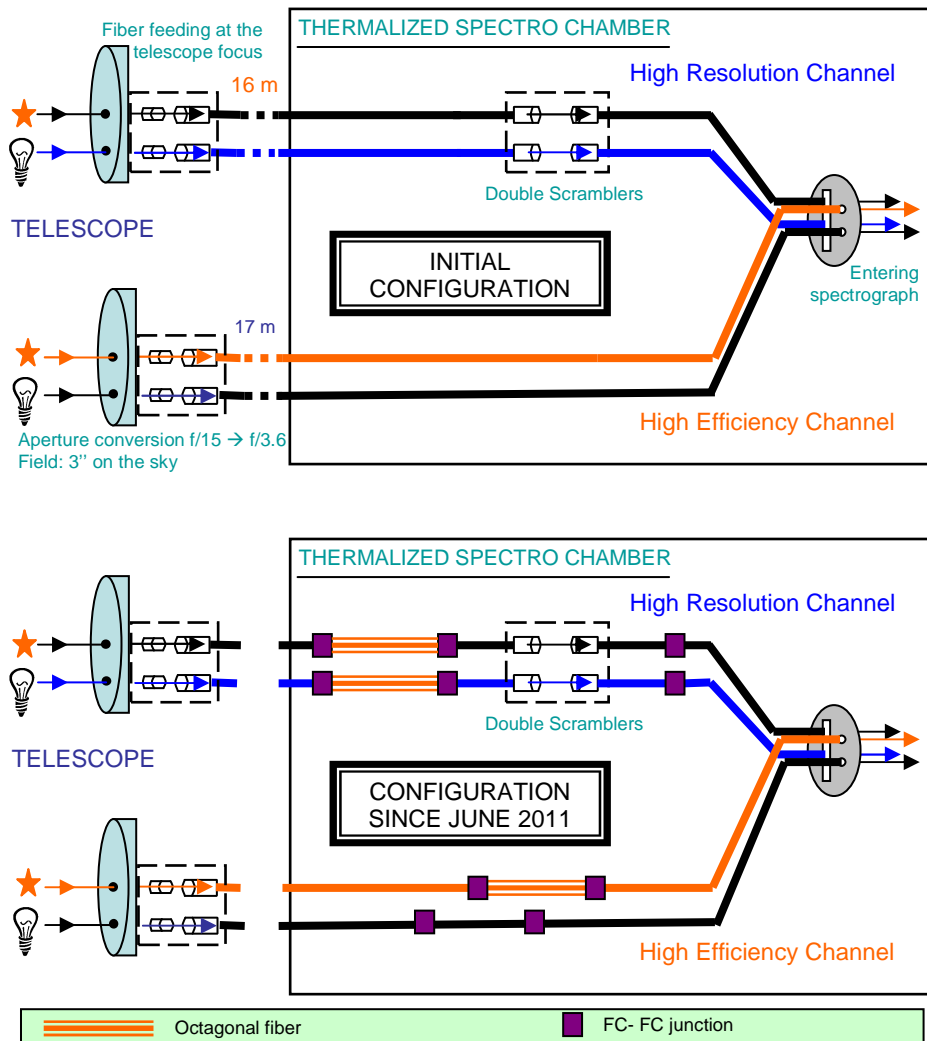 Fiber feeding at the
telescope focus
THERMALIZED SPECTRO CHAMBER
16 m
High Resolution Channel
Double Scramblers
TELESCOPE
INITIAL
CONFIGURATION
Entering
spectrograph
17 m
High Efficiency Channel
Aperture conversion f/15 → f/3.6
Field: 3'' on the sky
THERMALIZED SPECTRO CHAMBER
High Resolution Channel
Double Scramblers
TELESCOPE
CONFIGURATION
SINCE JUNE 2011
High Efficiency Channel
Octagonal fiber
FC- FC junction